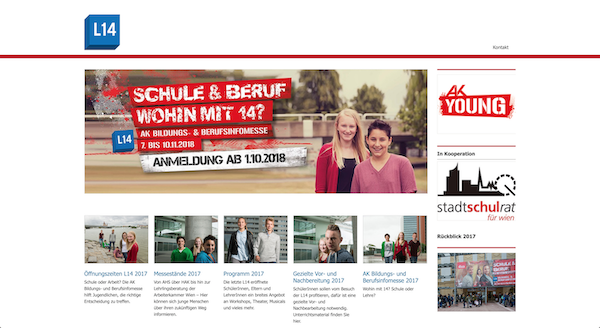 L14
Kontakt
SCHULE & BERUF
WOHIN MIT 14?
AK BILDUNGS- & BERUFSINFOMESSE
L14
7. BIS 10.11.2018
ANMELDUNG AB 1.10.2018
AK
YOUNG
In Kooperation
stadtschulrat
für wien
Rückblick 2017
Öffnungszeiten L14 2017
Schule oder Arbeit? Die AK
Bildungs- und Berufsinfomesse
hilft Jugendlichen, die richtige
Entscheidung zu treffen.
Messestände 2017
Von AHS über HAK bis hin zur
Lehrlingsberatung der
Arbeiterkammer Wien – Hier
können sich junge Menschen
über ihren zukünftigen Weg
informieren.
Programm 2017
Die letzte L14 eröffnete
SchülerInnen, Eltern und
LehrerInnen ein breites Angebot
an Workshops, Theater, Musicals
und vieles mehr.
Gezielte Vor- und
Nachbereitung 2017
SchülerInnen sollen vom Besuch
der L14 profitieren, dafür ist eine
gezielte Vor- und
Nachbearbeitung notwendig.
Unterrichtsmaterial finden Sie
hier.
AK Bildungs- und
Berufsinfomesse 2017
Wohin mit 14? Schule oder
Lehre?